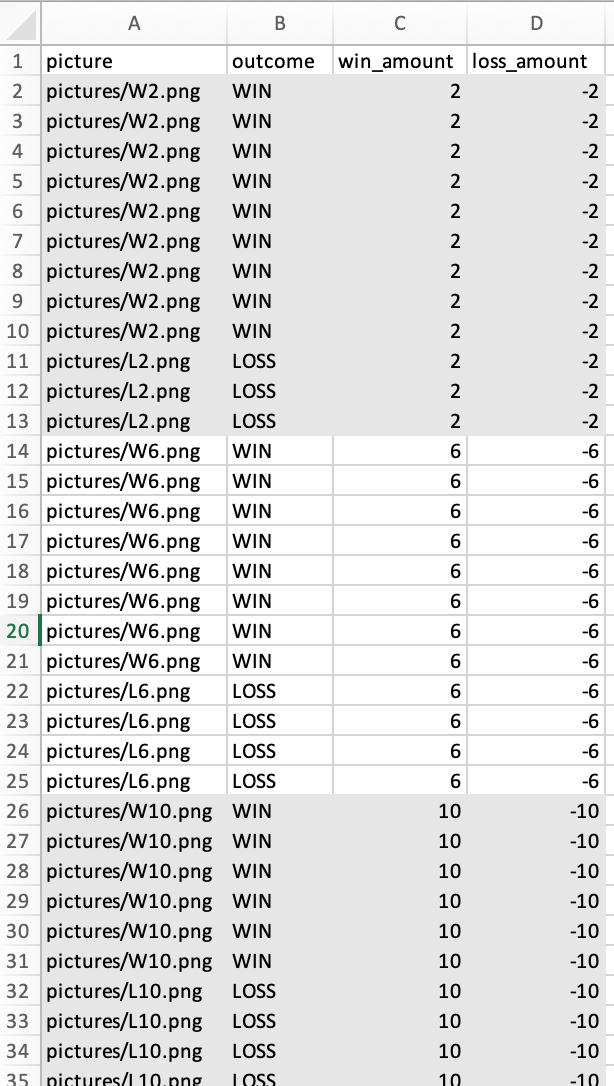 A B C D
1 picture outcome win_amount loss_amount
2 pictures/W2.png WIN 2 -2
3 pictures/W2.png WIN 2 -2
4 pictures/W2.png WIN 2 -2
5 pictures/W2.png WIN 2 -2
6 pictures/W2.png WIN 2 -2
7 pictures/W2.png WIN 2 -2
8 pictures/W2.png WIN 2 -2
9 pictures/W2.png WIN 2 -2
10 pictures/W2.png WIN 2 -2
11 pictures/L2.png LOSS 2 -2
12 pictures/L2.png LOSS 2 -2
13 pictures/L2.png LOSS 2 -2
14 pictures/W6.png WIN 6 -6
15 pictures/W6.png WIN 6 -6
16 pictures/W6.png WIN 6 -6
17 pictures/W6.png WIN 6 -6
18 pictures/W6.png WIN 6 -6
19 pictures/W6.png WIN 6 -6
20 pictures/W6.png WIN 6 -6
21 pictures/W6.png WIN 6 -6
22 pictures/L6.png LOSS 6 -6
23 pictures/L6.png LOSS 6 -6
24 pictures/L6.png LOSS 6 -6
25 pictures/L6.png LOSS 6 -6
26 pictures/W10.png WIN 10 -10
27 pictures/W10.png WIN 10 -10
28 pictures/W10.png WIN 10 -10
29 pictures/W10.png WIN 10 -10
30 pictures/W10.png WIN 10 -10
31 pictures/W10.png WIN 10 -10
32 pictures/L10.png LOSS 10 -10
33 pictures/L10.png LOSS 10 -10
34 pictures/L10.png LOSS 10 -10
35 pictures/L10.png LOSS 10 -10